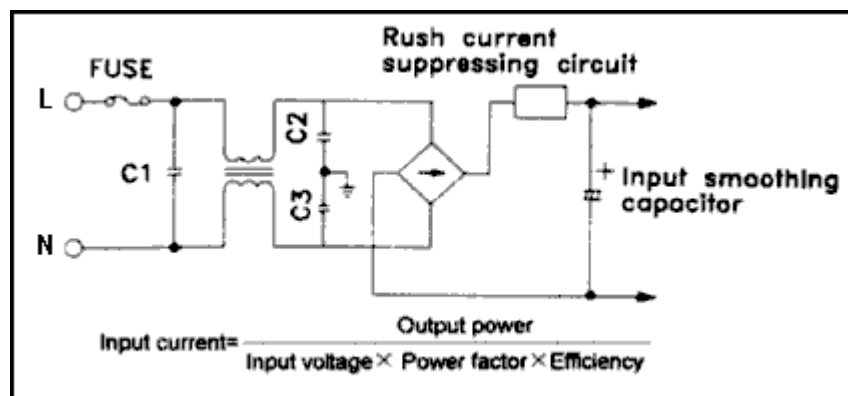 Rush current
suppressing circuit
FUSE
L
C1
C2
C3
N
+ Input smoothing
capacitor
Input current= Output power
Input voltage × Power factor × Efficiency